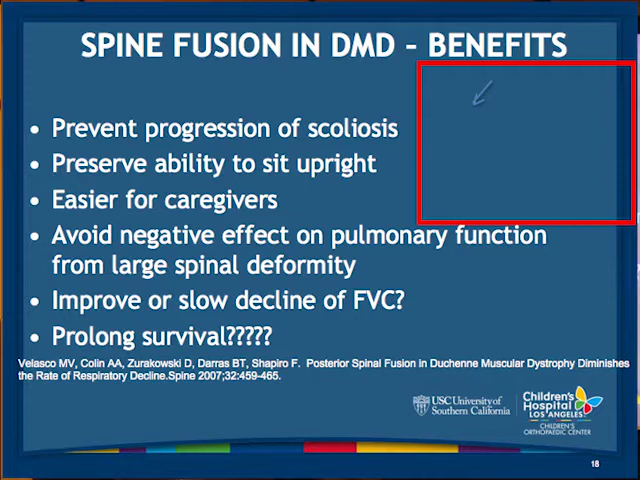 SPINE FUSION IN DMD – BENEFITS
• Prevent progression of scoliosis
• Preserve ability to sit upright
• Easier for caregivers
• Avoid negative effect on pulmonary function
from large spinal deformity
• Improve or slow decline of FVC?
• Prolong survival?????
Velasco MV, Colin AA, Zurakowski D, Darras BT, Shapiro F. Posterior Spinal Fusion in Duchenne Muscular Dystrophy Diminishes
the Rate of Respiratory Decline.Spine 2007;32:459-465.
USC University of
Southern California
Children's
Hospital
LOS ANGELES
CHILDREN'S
ORTHOPAEDIC CENTER
18